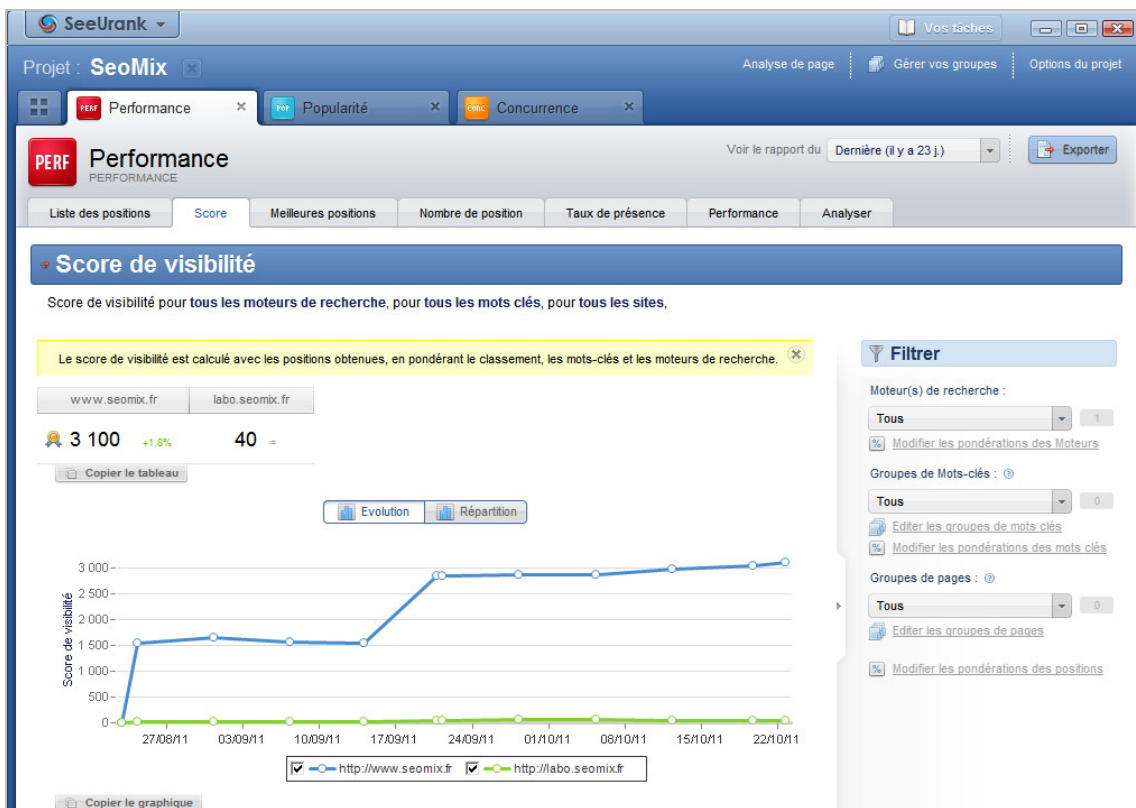 SeeUrank
Vos tâches
Projet : SeoMix
Analyse de page
Gérer vos groupes
Options du projet
PERF Performance
POP Popularité
CONC Concurrence
PERF
Performance
PERFORMANCE
Voir le rapport du
Dernière (il y a 23 j.)
Exporter
Liste des positions
Score
Meilleures positions
Nombre de position
Taux de présence
Performance
Analyser
Score de visibilité
Score de visibilité pour tous les moteurs de recherche, pour tous les mots clés, pour tous les sites,
Le score de visibilité est calculé avec les positions obtenues, en pondérant le classement, les mots-clés et les moteurs de recherche.
www.seomix.fr
labo.seomix.fr
3 100 +1.8%
40 =
Copier le tableau
Evolution
Répartition
Score de visibilité
3 000
2 500
2 000
1 500
1 000
500
0
27/08/11
03/09/11
10/09/11
17/09/11
24/09/11
01/10/11
08/10/11
15/10/11
22/10/11
http://www.seomix.fr
http://labo.seomix.fr
Copier le graphique
Filtrer
Moteur(s) de recherche :
Tous
1
Modifier les pondérations des Moteurs
Groupes de Mots-clés :
Tous
0
Editer les groupes de mots clés
Modifier les pondérations des mots clés
Groupes de pages :
Tous
0
Editer les groupes de pages
Modifier les pondérations des positions